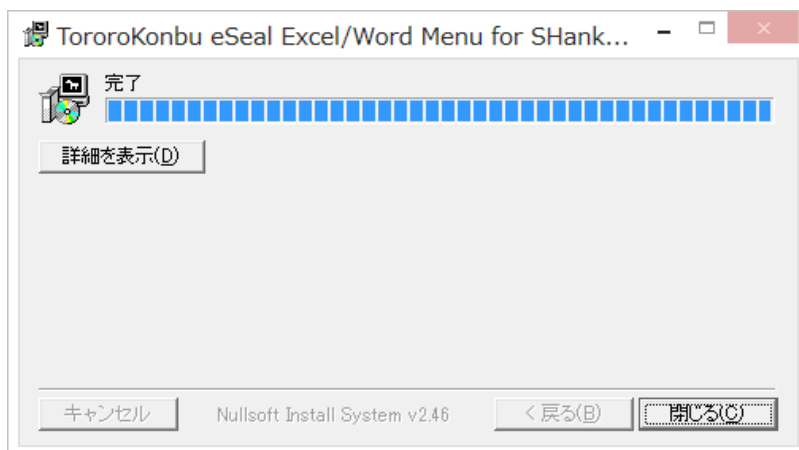 TororoKonbu eSeal Excel/Word Menu for SHank...
完了
詳細を表示(D)
キャンセル
Nullsoft Install System v2.46
< 戻る(B)
閉じる(C)